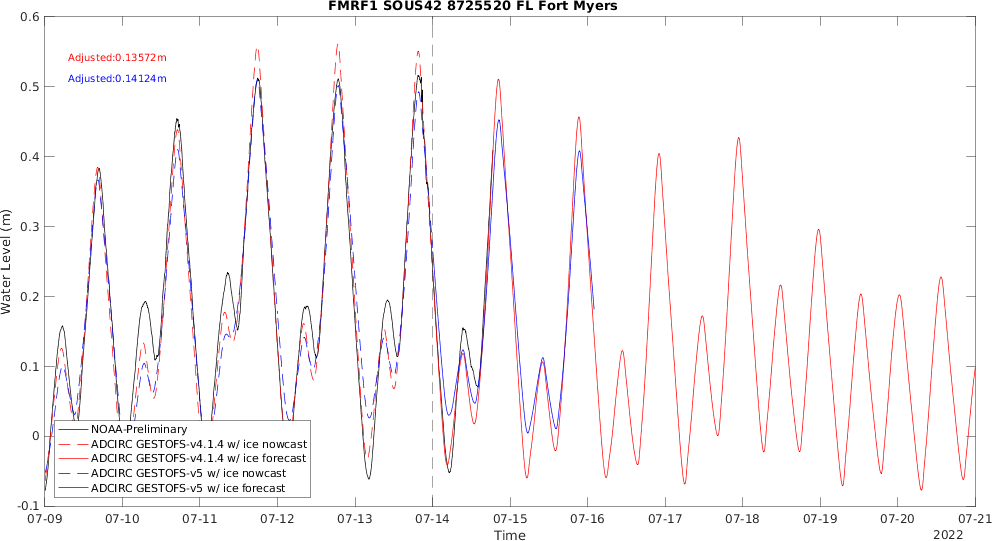 FMRF1 SOUS42 8725520 FL Fort Myers
0.6
Adjusted:0.13572m
Adjusted:0.14124m
0.5
0.4
0.3
0.2
0.1
0
-0.1
Water Level (m)
NOAA-Preliminary
ADCIRC GESTOFS-v4.1.4 w/ ice nowcast
ADCIRC GESTOFS-v4.1.4 w/ ice forecast
ADCIRC GESTOFS-v5 w/ ice nowcast
ADCIRC GESTOFS-v5 w/ ice forecast
07-09 07-10 07-11 07-12 07-13 07-14 07-15 07-16 07-17 07-18 07-19 07-20 07-21
Time
2022